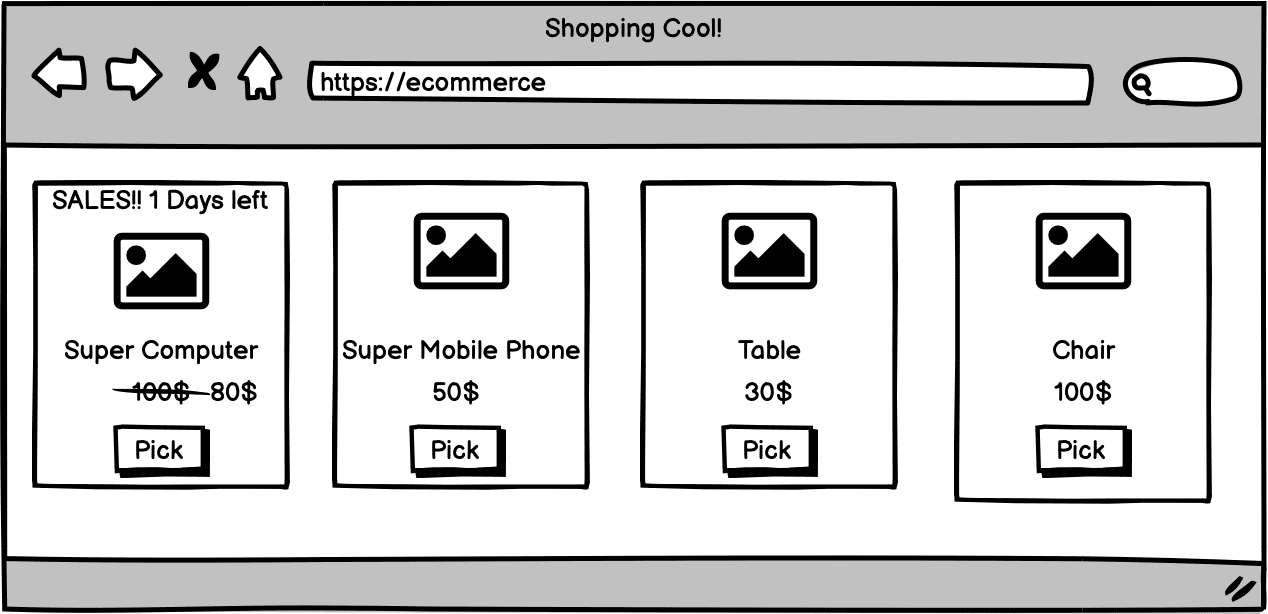 Shopping Cool!
https://ecommerce
SALES!! 1 Days left
Super Computer
100$ 80$
Pick
Super Mobile Phone
50$
Pick
Table
30$
Pick
Chair
100$
Pick